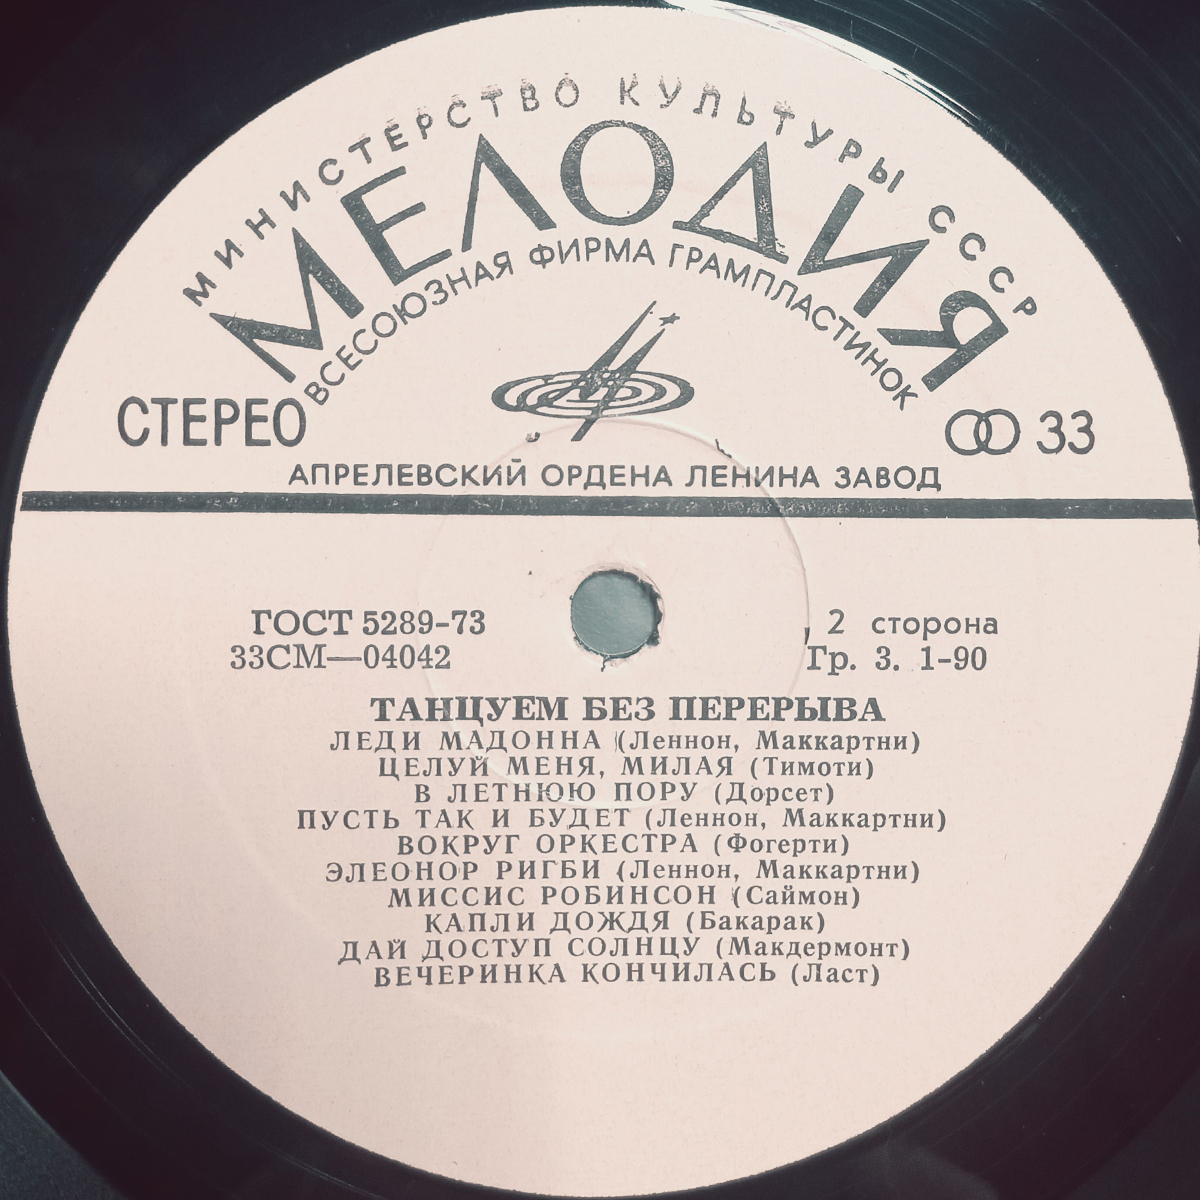 МИНИСТЕРСТВО КУЛЬТУРЫ СССР
МЕЛОДИЯ
ВСЕСОЮЗНАЯ ФИРМА ГРАМПЛАСТИНОК
СТЕРЕО
33
АПРЕЛЕВСКИЙ ОРДЕНА ЛЕНИНА ЗАВОД
ГОСТ 5289-73
2 сторона
33СМ—04042
Гр. 3. 1-90
ТАНЦУЕМ БЕЗ ПЕРЕРЫВА
ЛЕДИ МАДОННА (Леннон, Маккартни)
ЦЕЛУЙ МЕНЯ, МИЛАЯ (Тимоти)
В ЛЕТНЮЮ ПОРУ (Дорсет)
ПУСТЬ ТАК И БУДЕТ (Леннон, Маккартни)
ВОКРУГ ОРКЕСТРА (Фогерти)
ЭЛЕОНОР РИГБИ (Леннон, Маккартни)
МИССИС РОБИНСОН (Саймон)
КАПЛИ ДОЖДЯ (Бакарак)
ДАЙ ДОСТУП СОЛНЦУ (Макдермонт)
ВЕЧЕРИНКА КОНЧИЛАСЬ (Ласт)